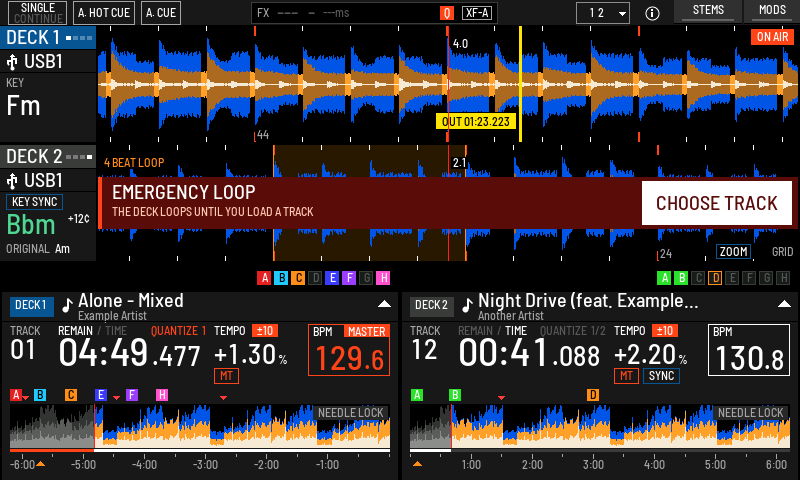 SINGLE
CONTINUE
A. HOT CUE
A. CUE
FX --- - ---ms
Q
XF-A
1 2
STEMS
MODS
DECK 1
USB1
KEY
Fm
4.0
ON AIR
OUT 01:23.223
44
DECK 2
USB1
KEY SYNC
Bbm
+12¢
ORIGINAL Am
4 BEAT LOOP
2.1
EMERGENCY LOOP
THE DECK LOOPS UNTIL YOU LOAD A TRACK
CHOOSE TRACK
24
ZOOM
GRID
A B C D E F G H
A B C D E F G H
DECK 1
Alone - Mixed
Example Artist
TRACK
01
REMAIN / TIME
QUANTIZE 1
04:49.477
TEMPO
±10
+1.30%
MT
BPM
MASTER
129.6
A B C E F H
NEEDLE LOCK
-6:00 -5:00 -4:00 -3:00 -2:00 -1:00
DECK 2
Night Drive (feat. Example...
Another Artist
TRACK
12
REMAIN / TIME
QUANTIZE 1/2
00:41.088
TEMPO
±10
+2.20%
MT
SYNC
BPM
130.8
A B D
NEEDLE LOCK
1:00 2:00 3:00 4:00 5:00 6:00